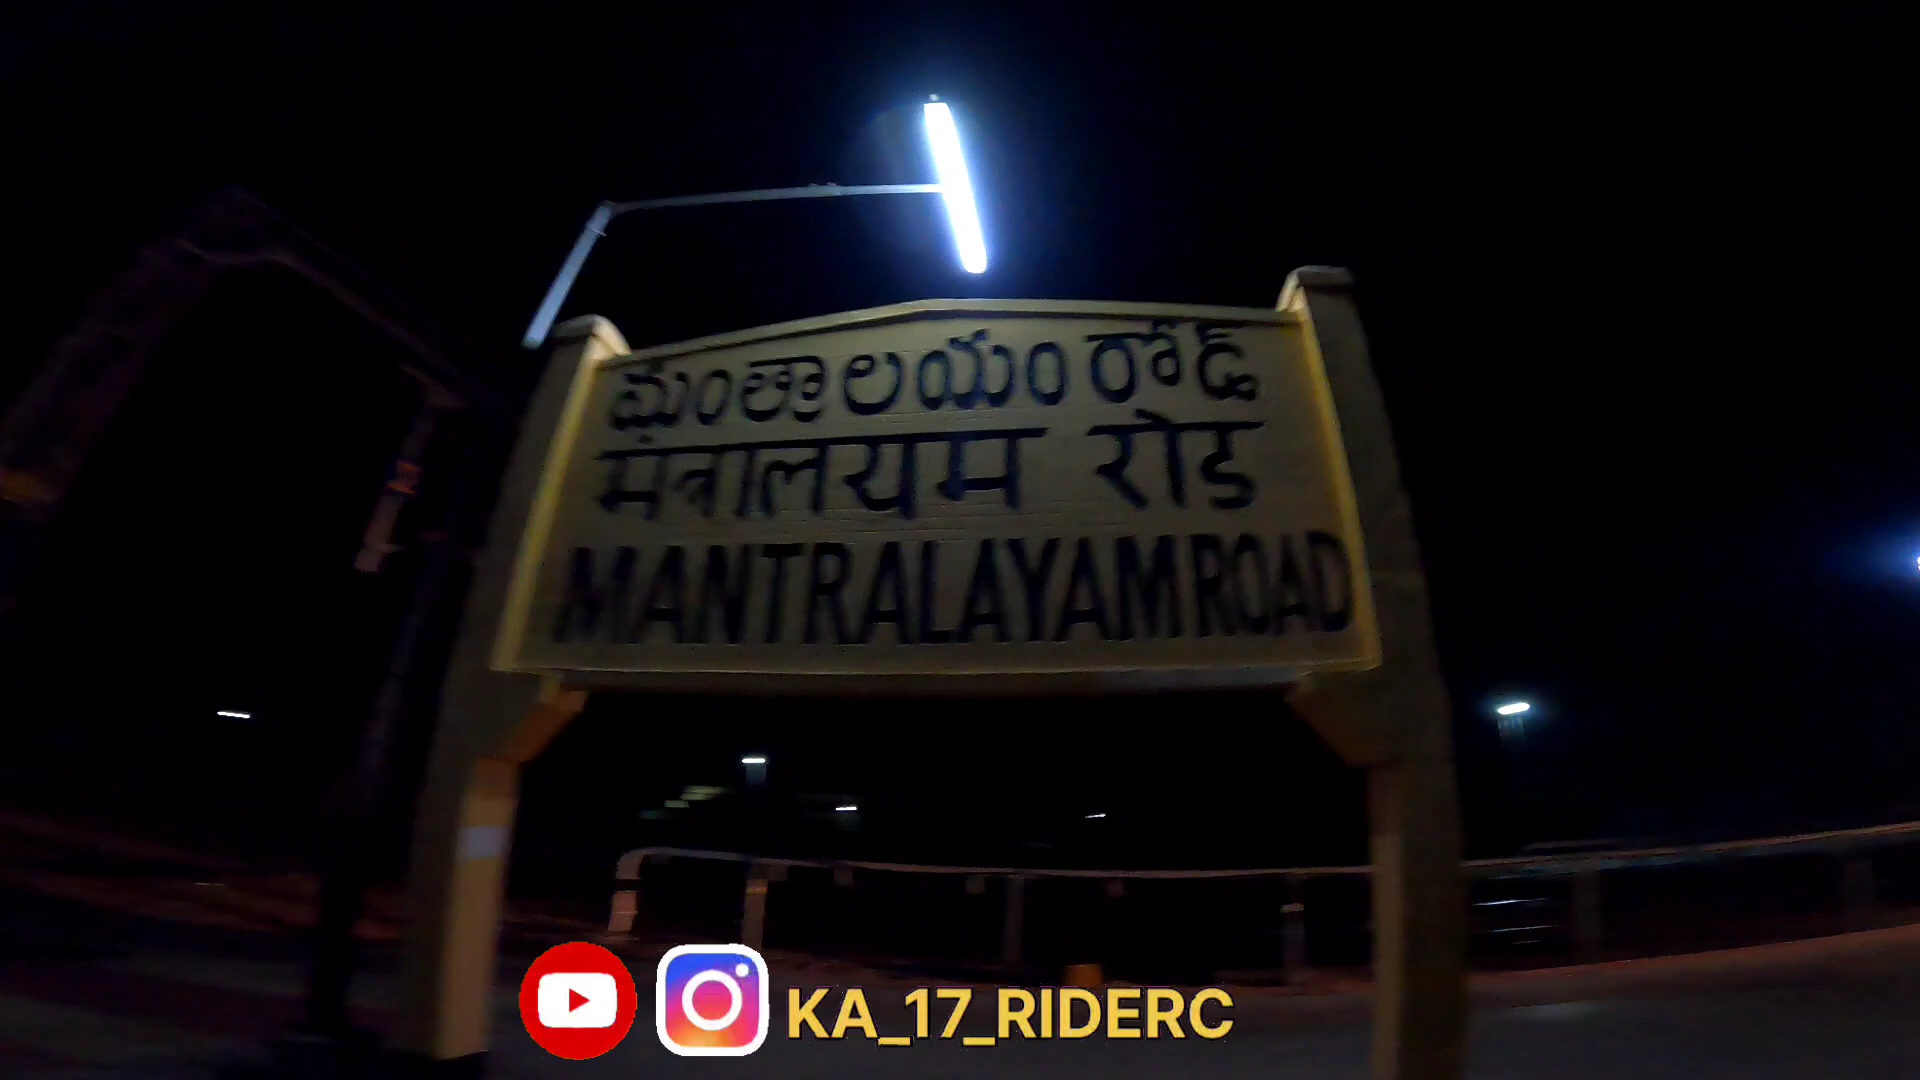 మంత్రాలయం రోడ్
मंत्रालयम रोड
MANTRALAYAM ROAD
KA_17_RIDERC